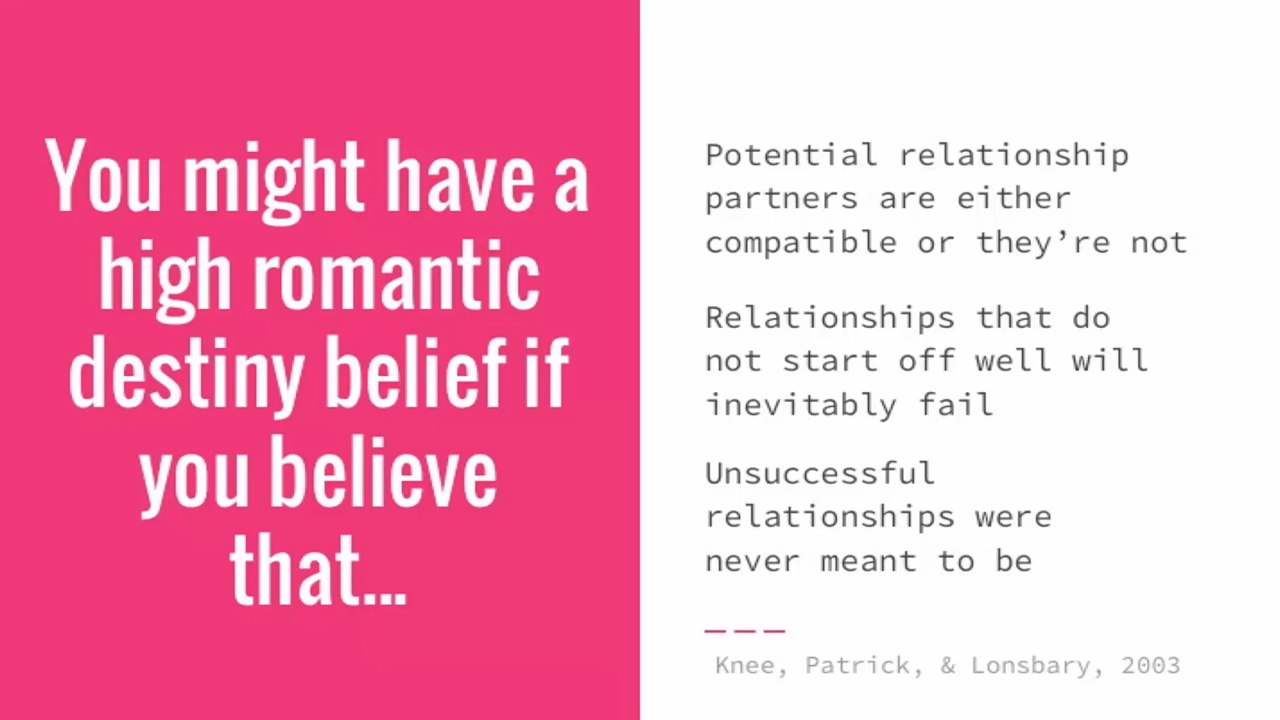 You might have a
high romantic
destiny belief if
you believe
that...
Potential relationship
partners are either
compatible or they’re not
Relationships that do
not start off well will
inevitably fail
Unsuccessful
relationships were
never meant to be
Knee, Patrick, & Lonsbary, 2003